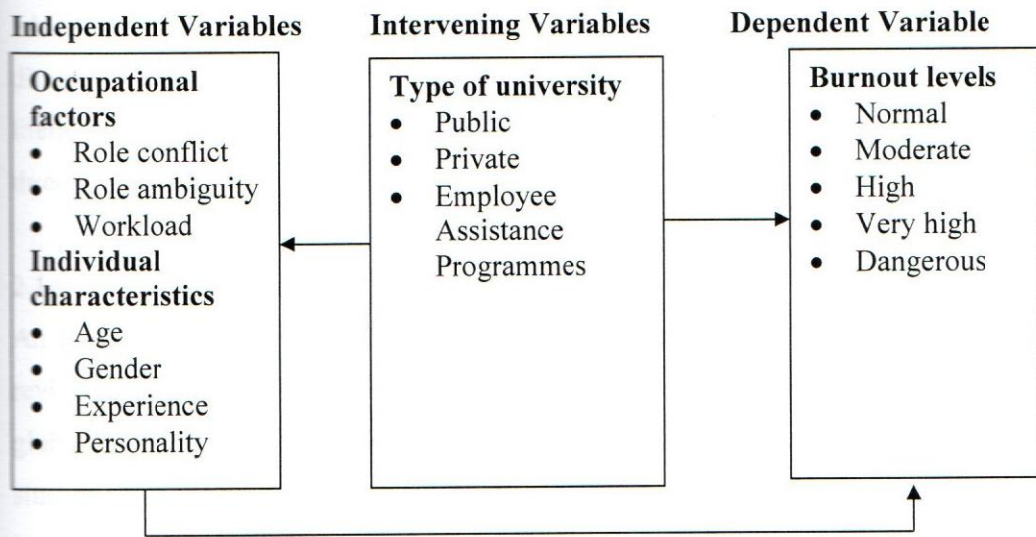 Independent Variables
Occupational
factors
• Role conflict
• Role ambiguity
• Workload
Individual
characteristics
• Age
• Gender
• Experience
• Personality
Intervening Variables
Type of university
• Public
• Private
• Employee
Assistance
Programmes
Dependent Variable
Burnout levels
• Normal
• Moderate
• High
• Very high
• Dangerous